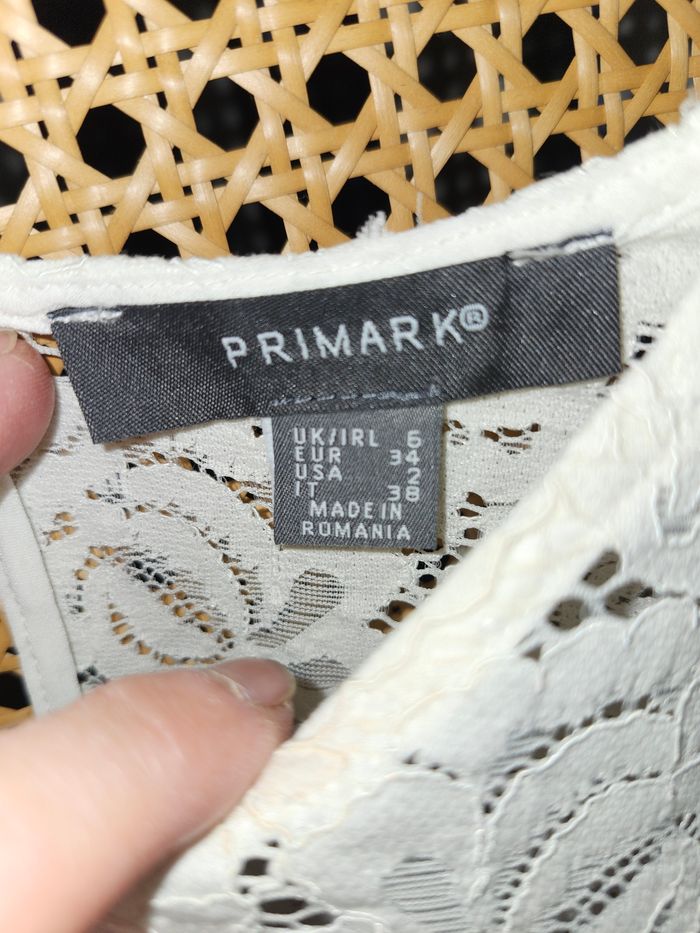 PRIMARK®
UK/IRL 6
EUR 34
USA 2
IT 38
MADE IN
ROMANIA